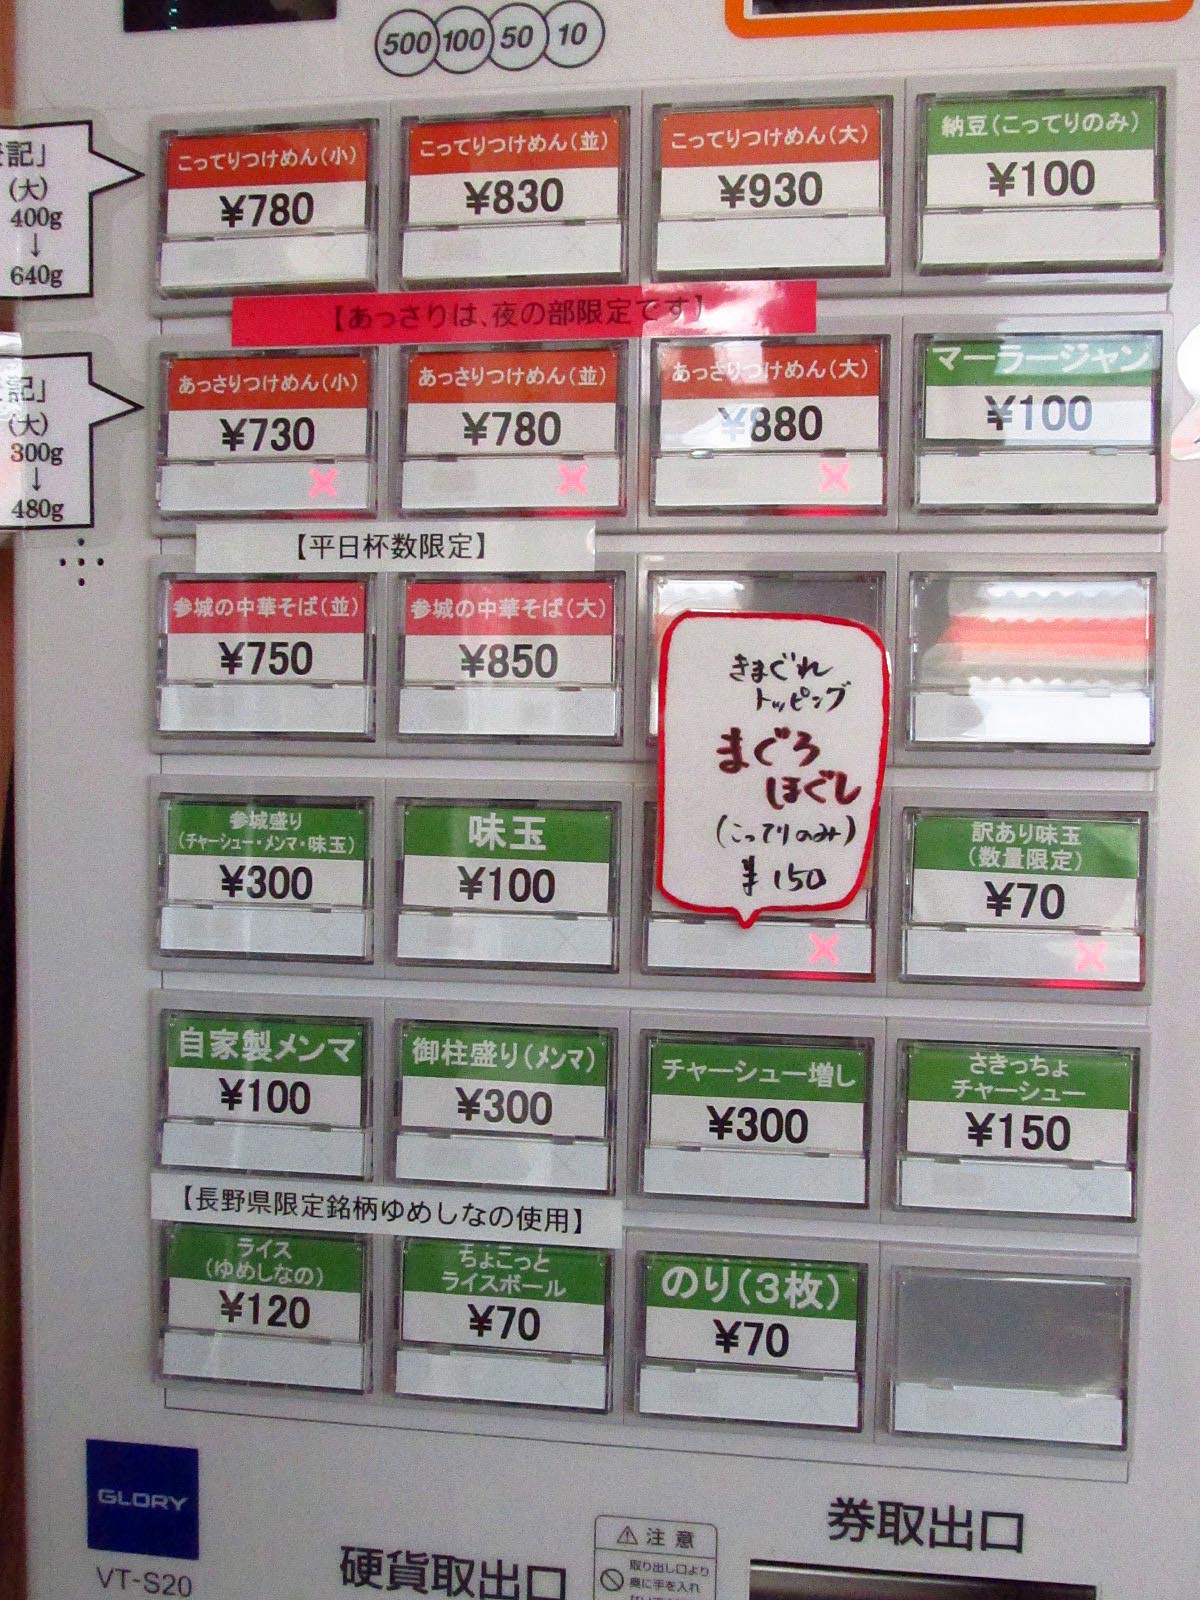 500 100 50 10
記」
(大)
400g
↓
640g
こってりつけめん(小)
¥780
こってりつけめん(並)
¥830
こってりつけめん(大)
¥930
納豆(こってりのみ)
¥100
【あっさりは、夜の部限定です】
記」
(大)
300g
↓
480g
あっさりつけめん(小)
¥730
あっさりつけめん(並)
¥780
あっさりつけめん(大)
¥880
マーラージャン
¥100
【平日杯数限定】
参城の中華そば(並)
¥750
参城の中華そば(大)
¥850
きまぐれ
トッピング
まぐろ
ほぐし
(こってりのみ)
¥150
参城盛り
(チャーシュー・メンマ・味玉)
¥300
味玉
¥100
訳あり味玉
(数量限定)
¥70
自家製メンマ
¥100
御柱盛り(メンマ)
¥300
チャーシュー増し
¥300
さきっちょ
チャーシュー
¥150
【長野県限定銘柄ゆめしなの使用】
ライス
(ゆめしなの)
¥120
ちょこっと
ライスボール
¥70
のり(3枚)
¥70
GLORY
VT-S20
硬貨取出口
注意
取り出し口より
奥に手を入れ
券取出口